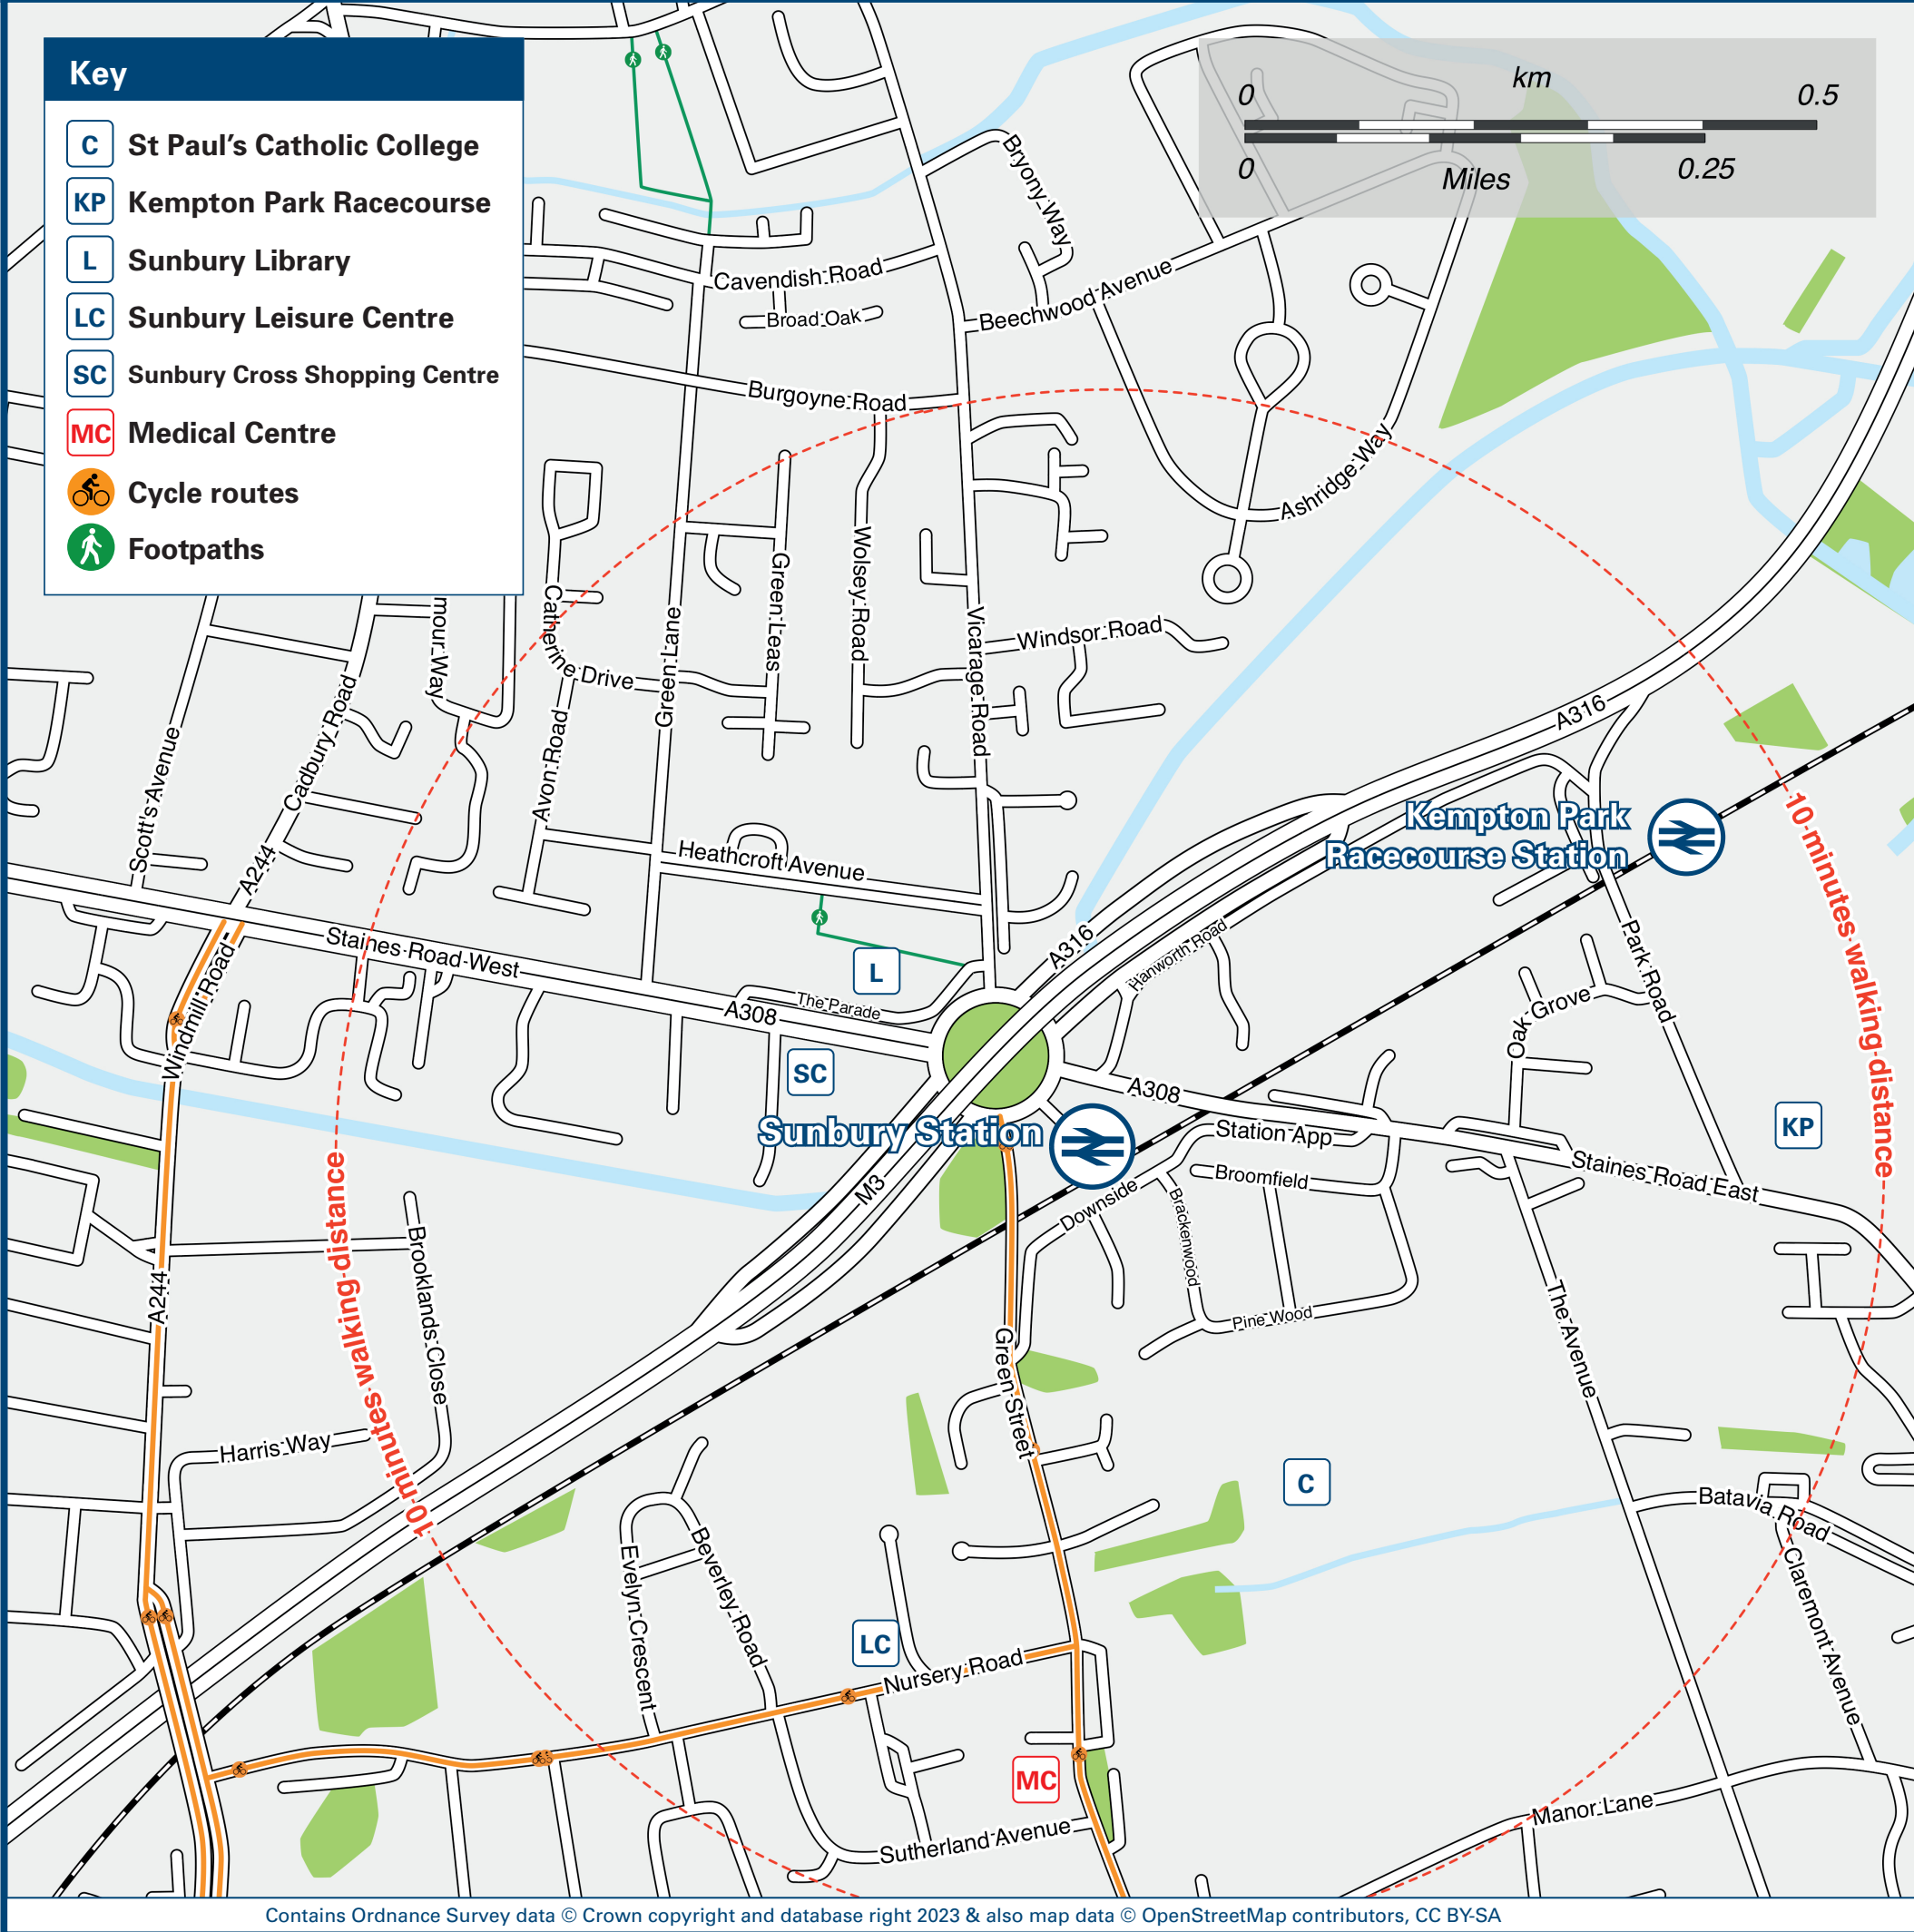 Key
C St Paul's Catholic College
KP Kempton Park Racecourse
L Sunbury Library
LC Sunbury Leisure Centre
SC Sunbury Cross Shopping Centre
MC Medical Centre
Cycle routes
Footpaths
km
0 0.5
0 0.25
Miles
Bryony Way
Cavendish Road
Broad Oak
Beechwood Avenue
Burgoyne Road
Ashridge Way
Catherine Drive
Green Lane
Green Leas
Wolsey Road
Vicarage Road
Windsor Road
mour Way
Cadbury Road
Scott's Avenue
Avon Road
A316
Kempton Park
Racecourse Station
10 minutes walking distance
Heathcroft Avenue
A244
Staines Road West
L
The Parade
A308
A316
Hanworth Road
Park Road
Oak Grove
Windmill Road
SC
A308
KP
Sunbury Station
Station App
Broomfield
Staines Road East
M3
Downside
Brackenwood
Pine Wood
10 minutes walking distance
A244
Brooklands Close
Green Street
The Avenue
Harris Way
C
Batavia Road
Claremont Avenue
Evelyn Crescent
Beverley Road
LC
Nursery Road
MC
Manor Lane
Sutherland Avenue
Contains Ordnance Survey data © Crown copyright and database right 2023 & also map data © OpenStreetMap contributors, CC BY-SA